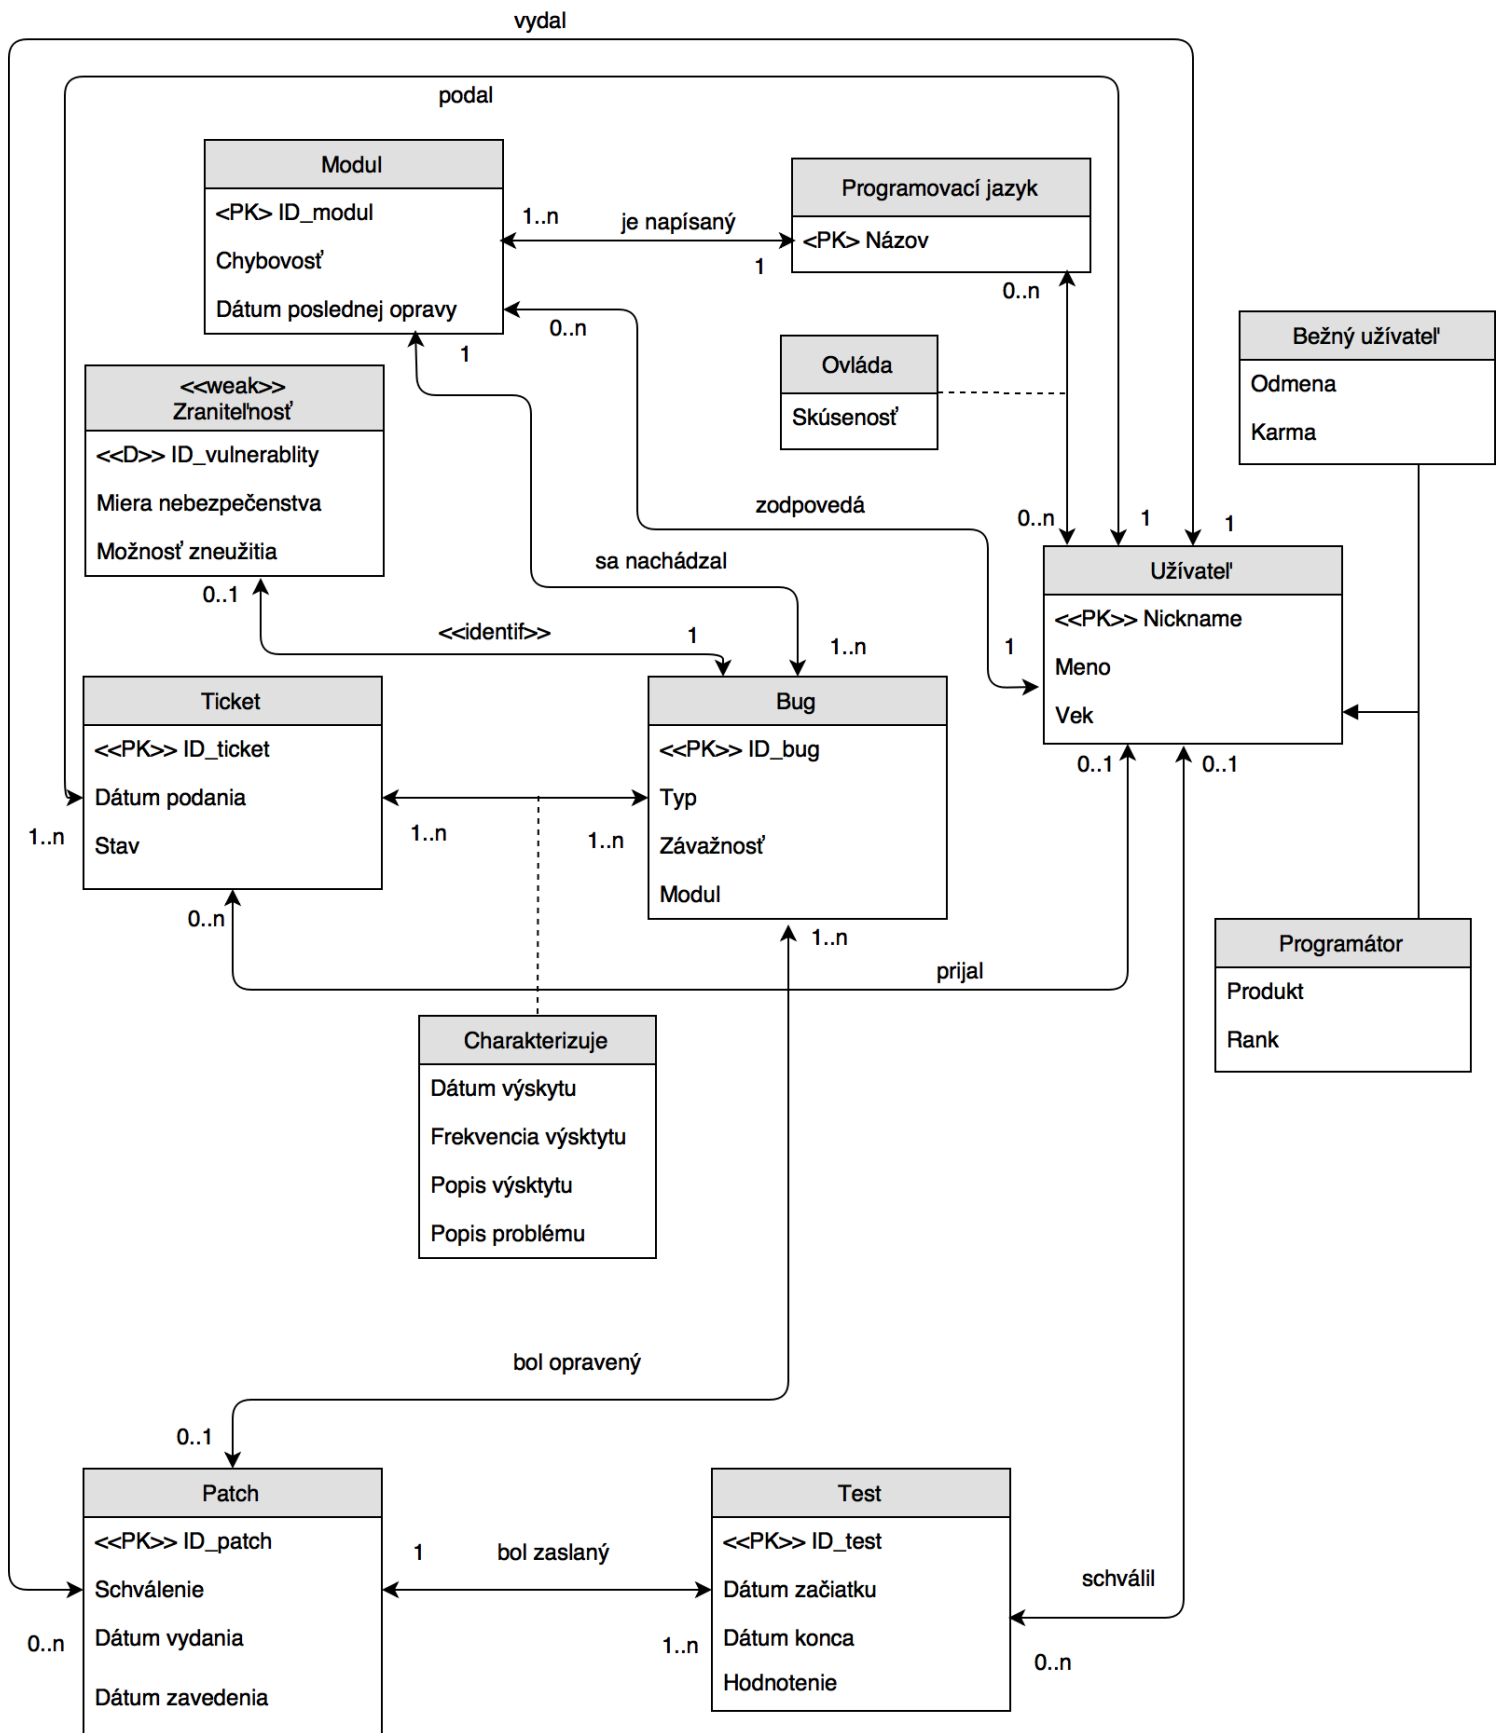 vydal
podal
Modul
<PK> ID_modul
Chybovosť
Dátum poslednej opravy
1..n
je napísaný
1
Programovací jazyk
<PK> Názov
0..n
0..n
1
Ovláda
Skúsenosť
Bežný užívateľ
Odmena
Karma
<<weak>>
Zraniteľnosť
<<D>> ID_vulnerablity
Miera nebezpečenstva
Možnosť zneužitia
0..1
zodpovedá
sa nachádzal
<<identif>>
1
1..n
1
0..n
1
1
Užívateľ
<<PK>> Nickname
Meno
Vek
0..1
0..1
Ticket
<<PK>> ID_ticket
Dátum podania
Stav
1..n
1..n
1..n
0..n
Bug
<<PK>> ID_bug
Typ
Závažnosť
Modul
1..n
prijal
Programátor
Produkt
Rank
Charakterizuje
Dátum výskytu
Frekvencia výsktytu
Popis výsktytu
Popis problému
bol opravený
0..1
Patch
<<PK>> ID_patch
Schválenie
Dátum vydania
Dátum zavedenia
0..n
1
bol zaslaný
1..n
Test
<<PK>> ID_test
Dátum začiatku
Dátum konca
Hodnotenie
schválil
0..n